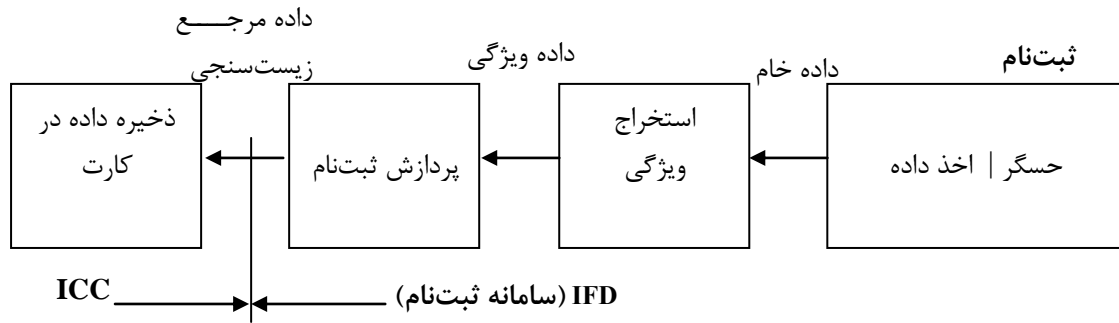 ثبت‌نام
حسگر | اخذ داده
داده خام
استخراج
ویژگی
داده ویژگی
پردازش ثبت‌نام
داده مرجع
زیست‌سنجی
ذخیره داده در
کارت
IFD (سامانه ثبت‌نام)
ICC